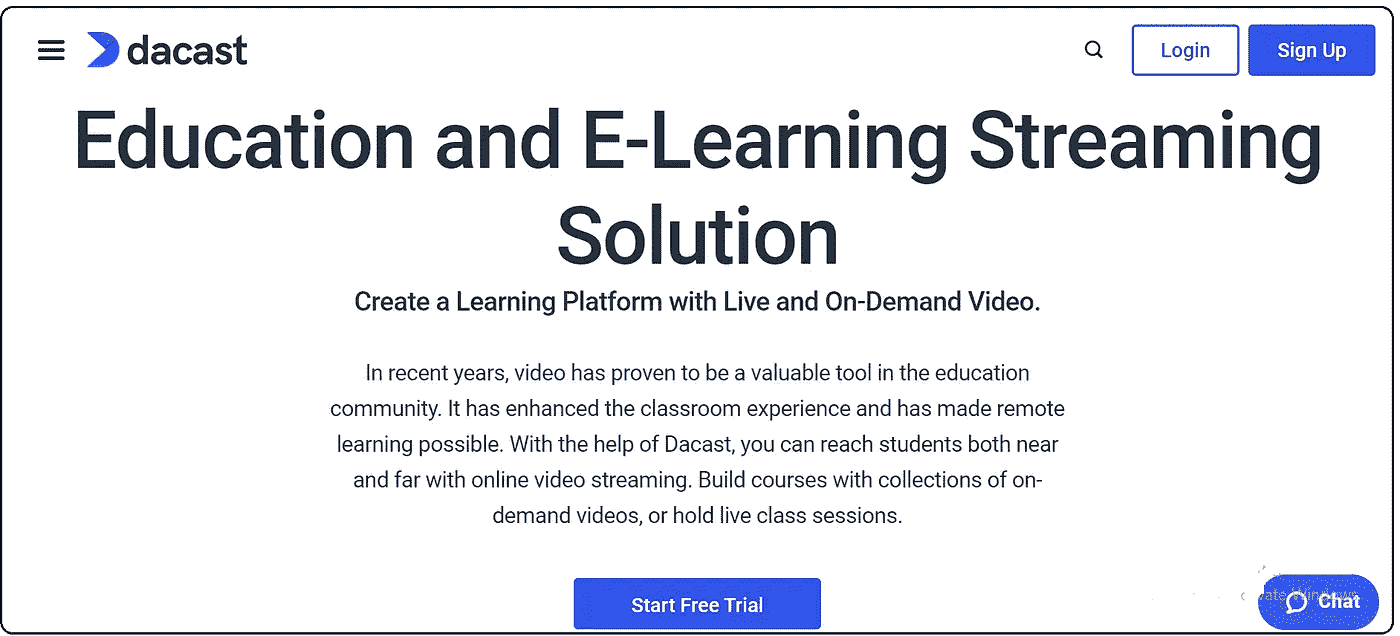 dacast
Login
Sign Up
Education and E-Learning Streaming
Solution
Create a Learning Platform with Live and On-Demand Video.
In recent years, video has proven to be a valuable tool in the education
community. It has enhanced the classroom experience and has made remote
learning possible. With the help of Dacast, you can reach students both near
and far with online video streaming. Build courses with collections of on-
demand videos, or hold live class sessions.
Start Free Trial
Chat